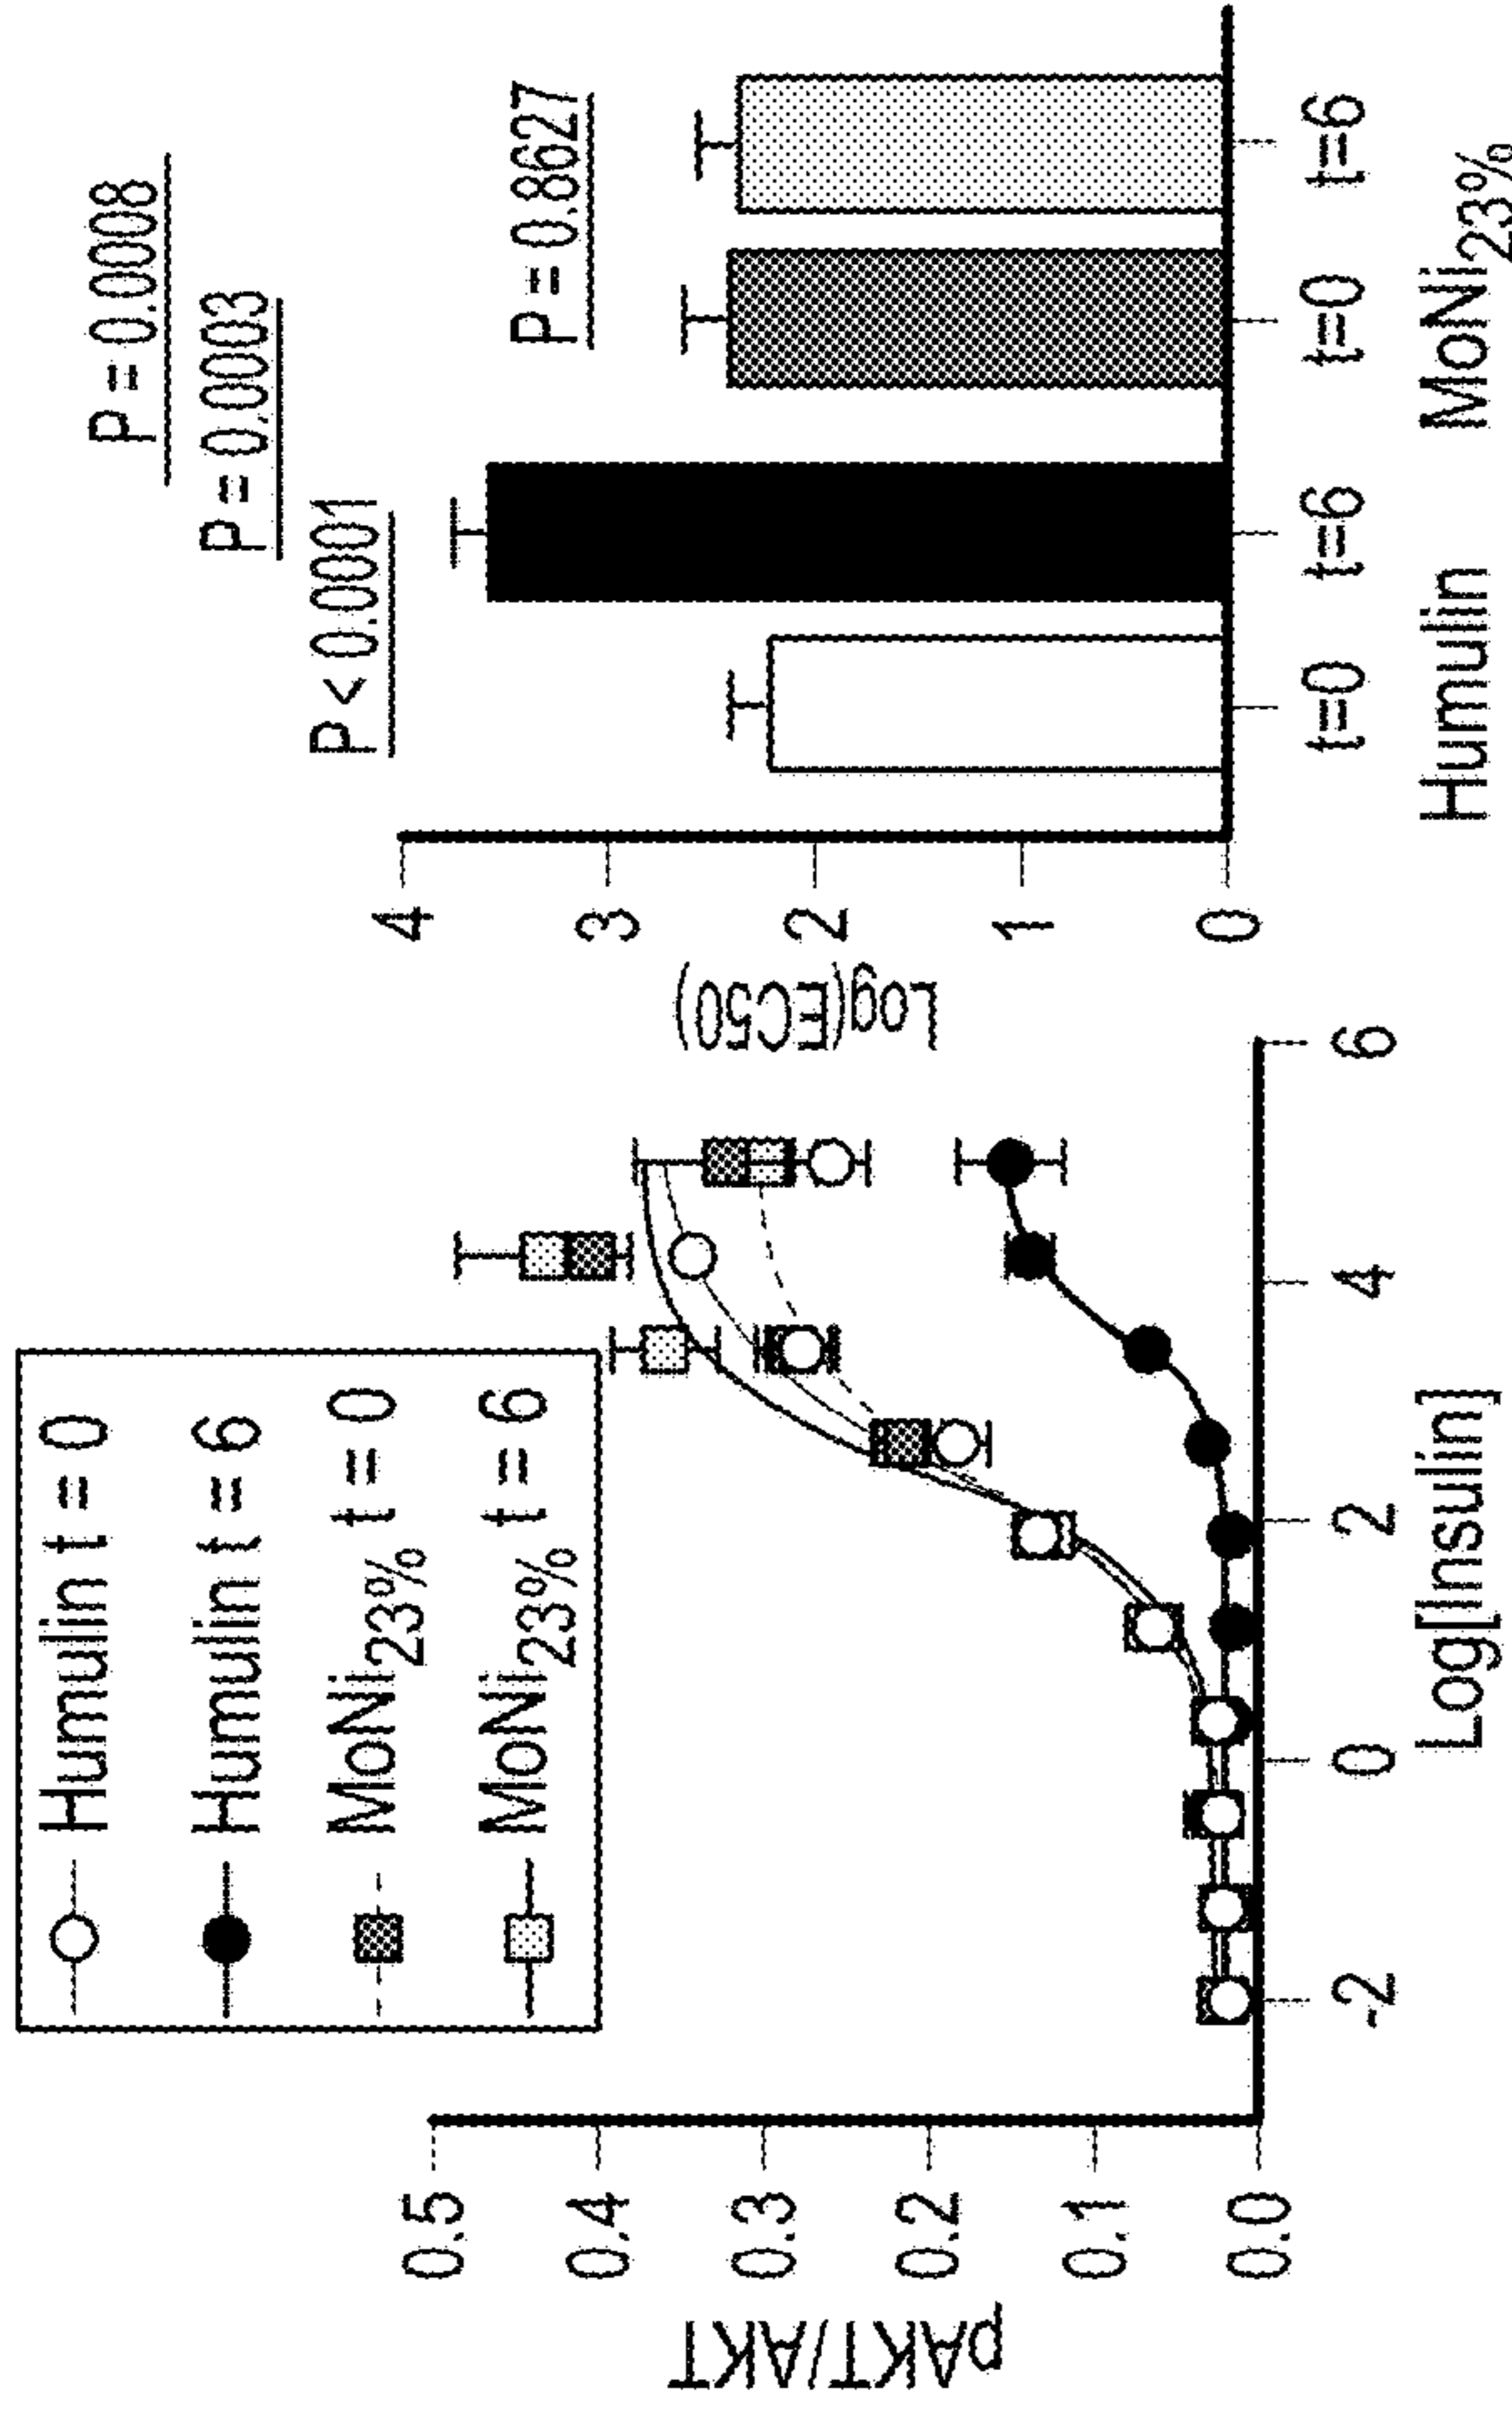 Humulin t = 0
Humulin t = 6
MoNi23% t = 0
MoNi23% t = 6
pAKT/AKT
0.5
0.4
0.3
0.2
0.1
0.0
-2
0
2
4
6
Log[Insulin]
P = 0.0008
P = 0.0003
P < 0.0001
P = 0.8627
Log(EC50)
4
3
2
1
0
t=0
t=6
t=0
t=6
Humulin
MoNi23%